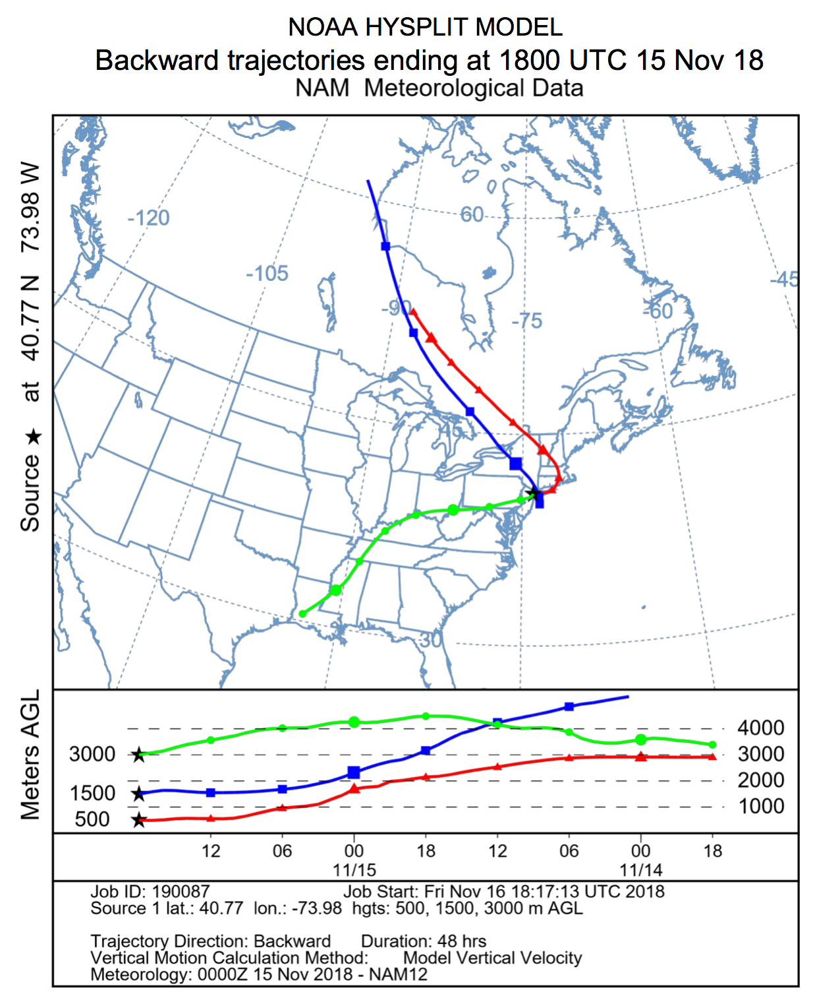 NOAA HYSPLIT MODEL
Backward trajectories ending at 1800 UTC 15 Nov 18
NAM Meteorological Data
Source ★ at 40.77 N 73.98 W
-120
60
-105
-45
-90
-75
-60
45
30
Meters AGL
4000
3000
3000
2000
1500
1000
500
12 06 00 18 12 06 00 18
11/15 11/14
Job ID: 190087 Job Start: Fri Nov 16 18:17:13 UTC 2018
Source 1 lat.: 40.77 lon.: -73.98 hgts: 500, 1500, 3000 m AGL
Trajectory Direction: Backward Duration: 48 hrs
Vertical Motion Calculation Method: Model Vertical Velocity
Meteorology: 0000Z 15 Nov 2018 - NAM12